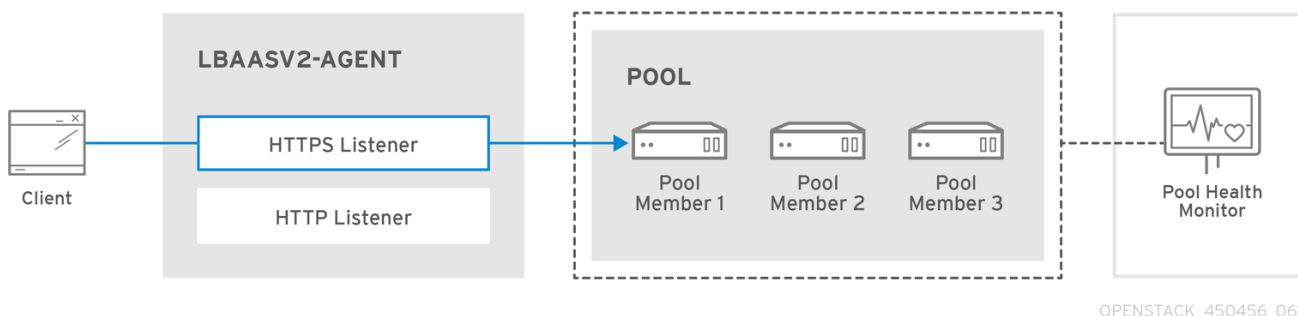 LBAASV2-AGENT
POOL
HTTPS Listener
HTTP Listener
Client
Pool
Member 1
Pool
Member 2
Pool
Member 3
Pool Health
Monitor
OPENSTACK_450456_06